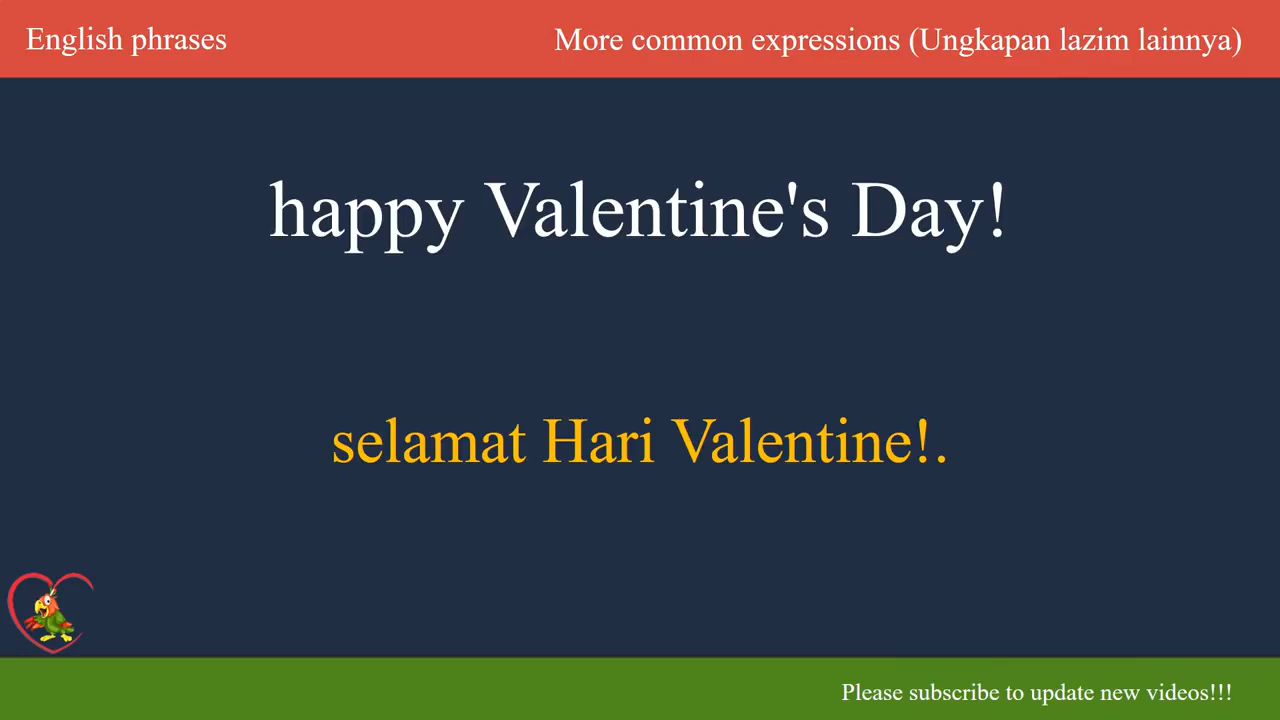 English phrases
More common expressions (Ungkapan lazim lainnya)
happy Valentine's Day!
selamat Hari Valentine!.
Please subscribe to update new videos!!!